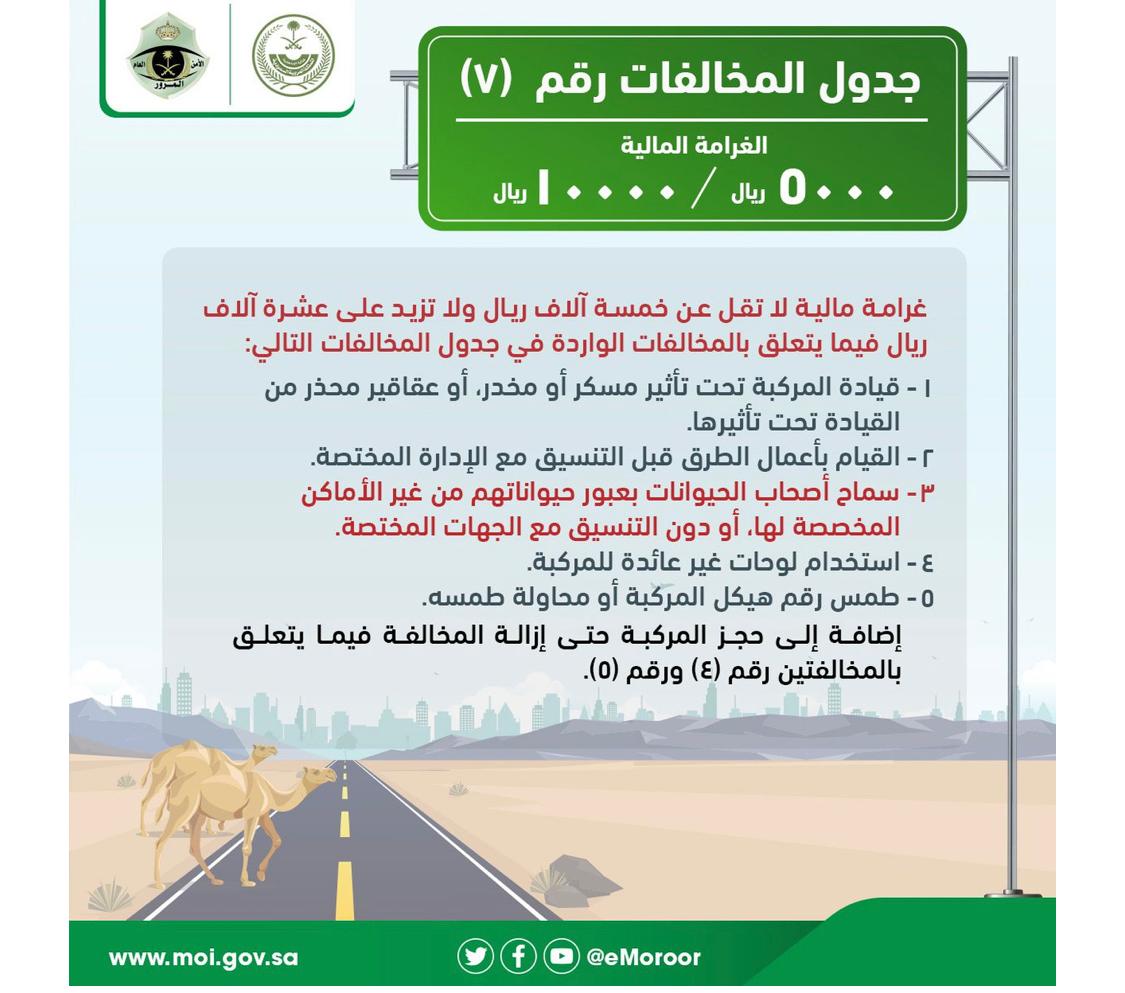 الأمن
العام
المرور
جدول المخالفات رقم (٧)
الغرامة المالية
٥٠٠٠ ريال / ١٠٠٠٠ ريال
غرامة مالية لا تقل عن خمسة آلاف ريال ولا تزيد على عشرة آلاف
ريال فيما يتعلق بالمخالفات الواردة في جدول المخالفات التالي:
١ - قيادة المركبة تحت تأثير مسكر أو مخدر، أو عقاقير محذر من
القيادة تحت تأثيرها.
٢ - القيام بأعمال الطرق قبل التنسيق مع الإدارة المختصة.
٣ - سماح أصحاب الحيوانات بعبور حيواناتهم من غير الأماكن
المخصصة لها، أو دون التنسيق مع الجهات المختصة.
٤ - استخدام لوحات غير عائدة للمركبة.
٥ - طمس رقم هيكل المركبة أو محاولة طمسه.
إضافة إلى حجز المركبة حتى إزالة المخالفة فيما يتعلق
بالمخالفتين رقم (٤) ورقم (٥).
www.moi.gov.sa
@eMoroor